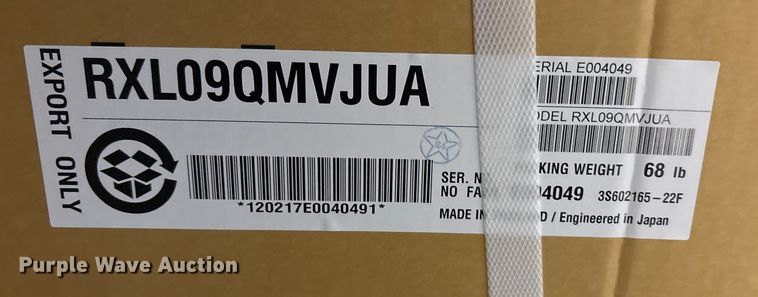 EXPORT ONLY
RXL09QMVJUA
*120217E0040491*
ERIAL E004049
ODEL RXL09QMVJUA
SER. N KING WEIGHT 68 lb
NO FA 04049 3S602165-22F
MADE IN D / Engineered in Japan
Purple Wave Auction